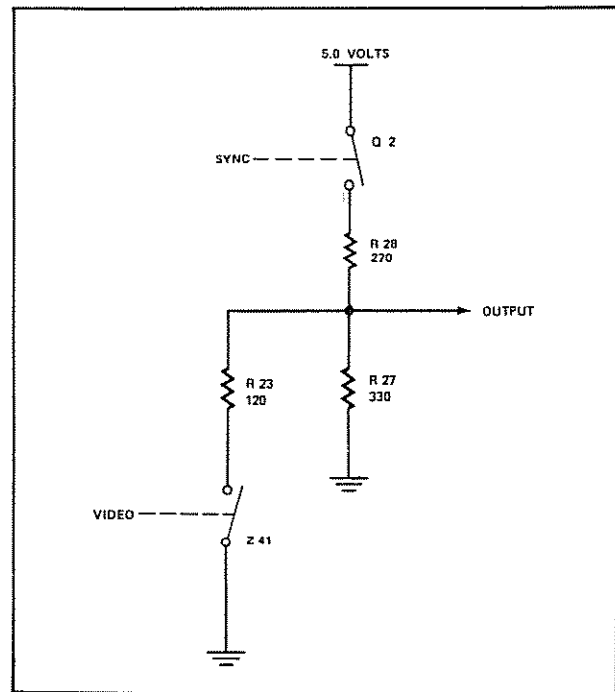 5.0 VOLTS
Q 2
SYNC
R 28
270
OUTPUT
R 23
120
R 27
330
VIDEO
Z 41